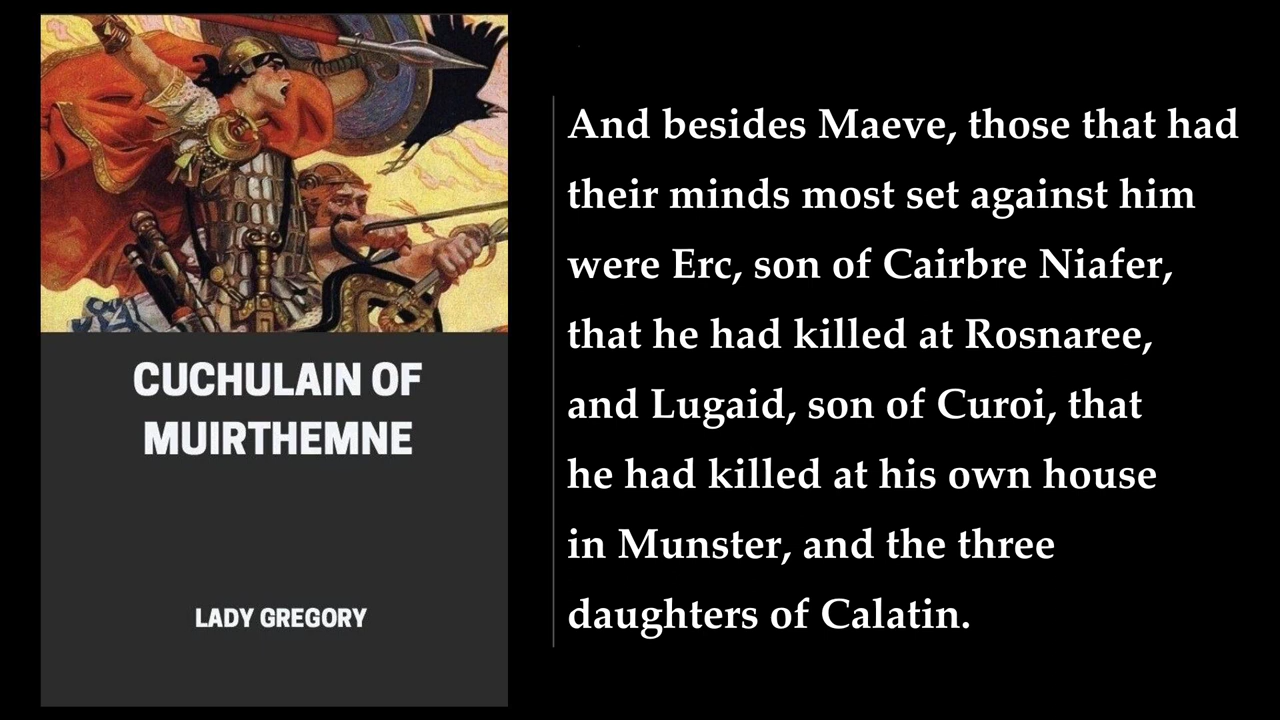 CUCHULAIN OF
MUIRTHEMNE
LADY GREGORY
And besides Maeve, those that had
their minds most set against him
were Erc, son of Cairbre Niafer,
that he had killed at Rosnaree,
and Lugaid, son of Curoi, that
he had killed at his own house
in Munster, and the three
daughters of Calatin.